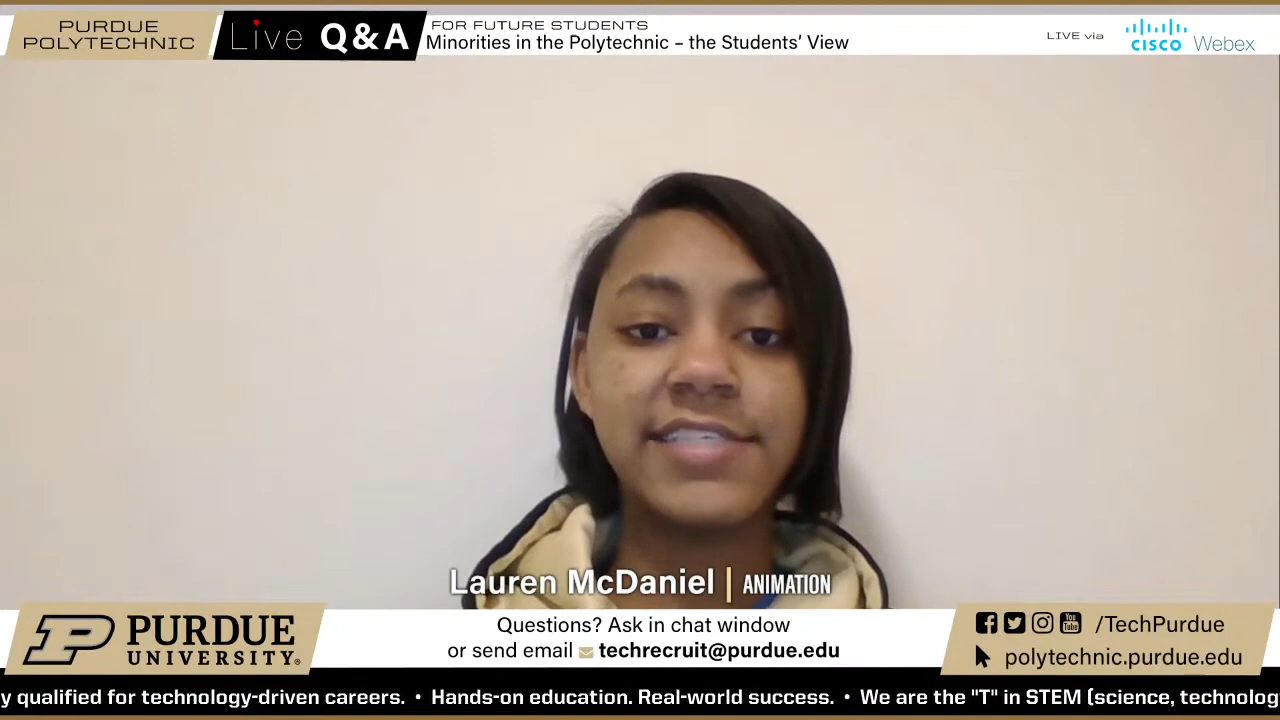 PURDUE
POLYTECHNIC
Live Q&A
FOR FUTURE STUDENTS
Minorities in the Polytechnic – the Students' View
LIVE via
CISCO Webex
Lauren McDaniel | ANIMATION
PURDUE
UNIVERSITY®
Questions? Ask in chat window
or send email techrecruit@purdue.edu
You
Tube
/TechPurdue
polytechnic.purdue.edu
y qualified for technology-driven careers. • Hands-on education. Real-world success. • We are the "T" in STEM (science, technolog